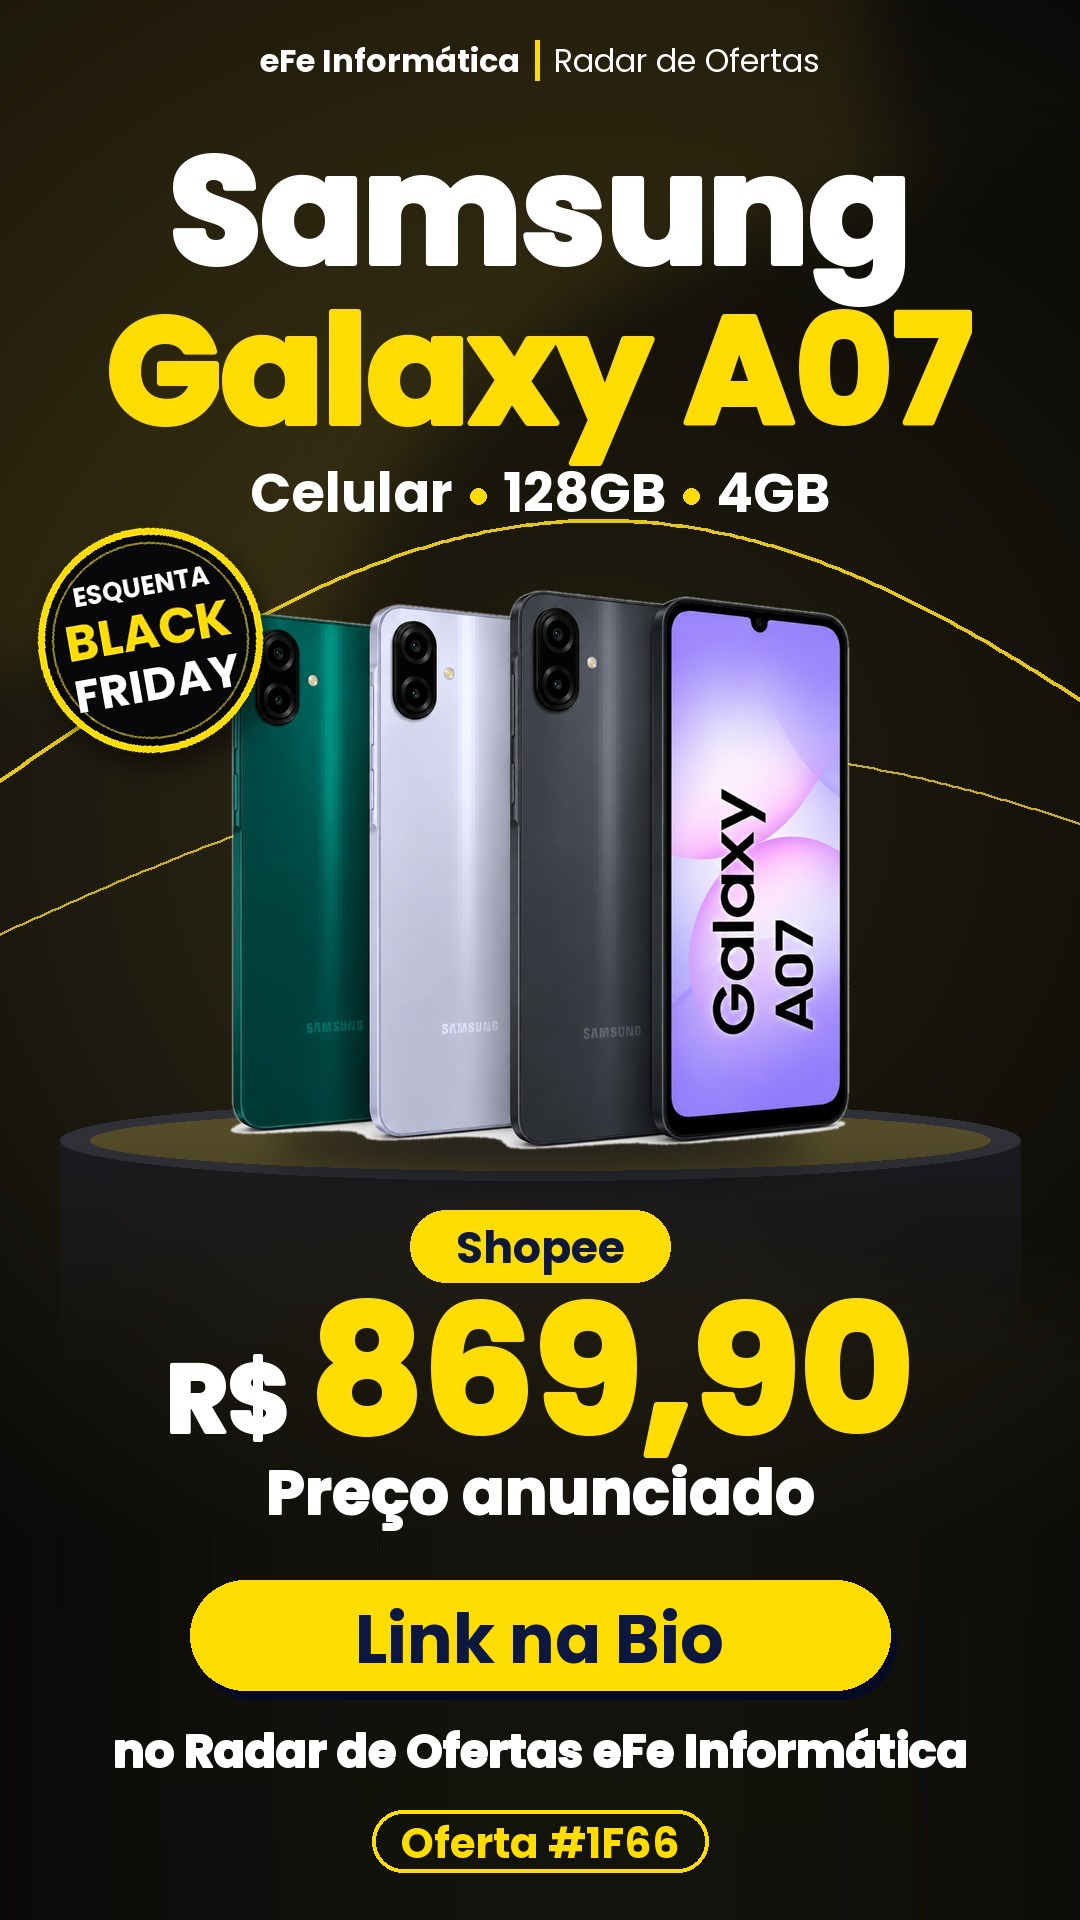 eFe Informática | Radar de Ofertas
Samsung
Galaxy A07
Celular • 128GB • 4GB
ESQUENTA
BLACK
FRIDAY
SAMSUNG
SAMSUNG
SAMSUNG
Galaxy
A07
Shopee
R$ 869,90
Preço anunciado
Link na Bio
no Radar de Ofertas eFe Informática
Oferta #1F66